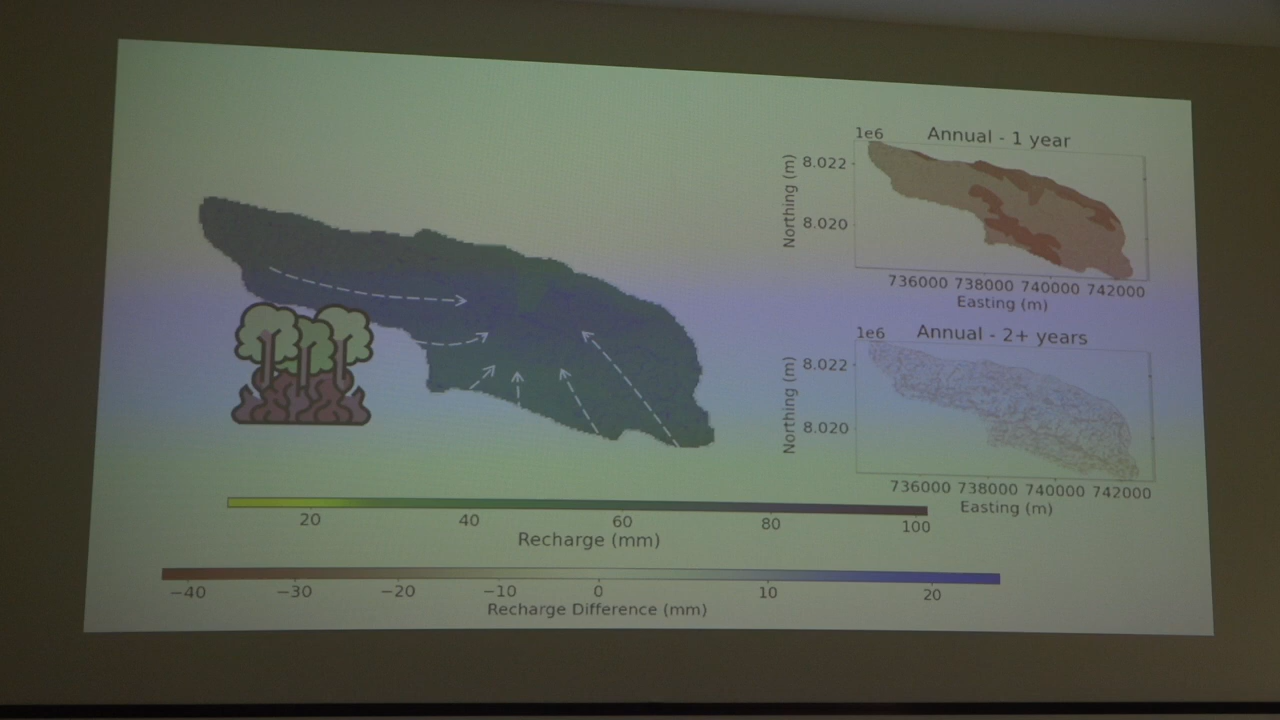 1e6
Annual - 1 year
Northing (m)
8.022
8.020
736000 738000 740000 742000
Easting (m)
1e6
Annual - 2+ years
Northing (m)
8.022
8.020
736000 738000 740000 742000
Easting (m)
20 40 60 80 100
Recharge (mm)
−40 −30 −20 −10 0 10 20
Recharge Difference (mm)